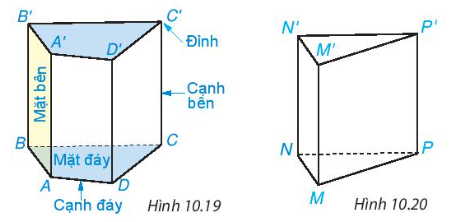 B'
C'
A'
D'
Đỉnh
Mặt bên
Cạnh
bên
B
C
Mặt đáy
A
D
Cạnh đáy
Hình 10.19
N'
P'
M'
N
P
M
Hình 10.20